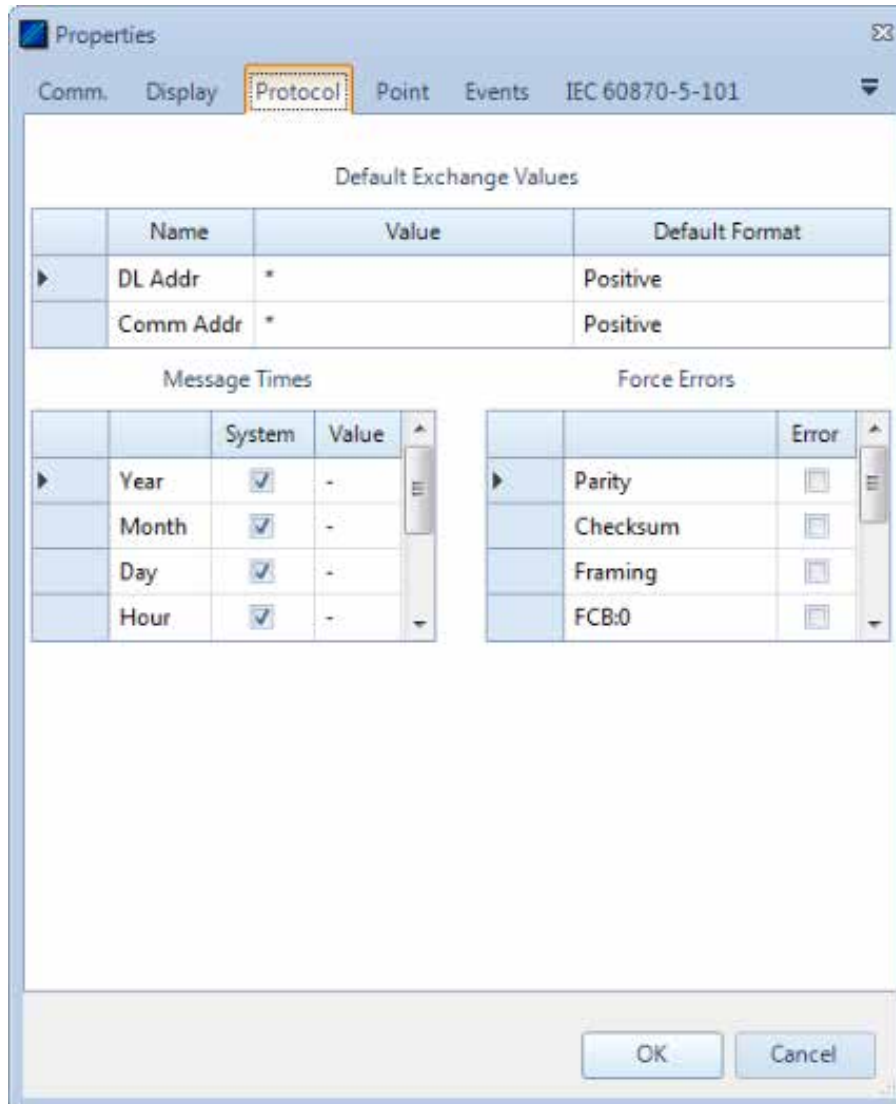 Properties
Comm. Display Protocol Point Events IEC 60870-5-101
Default Exchange Values
Name Value Default Format
DL Addr * Positive
Comm Addr * Positive
Message Times Force Errors
System Value Error
Year - Parity
Month - Checksum
Day - Framing
Hour - FCB:0
OK Cancel